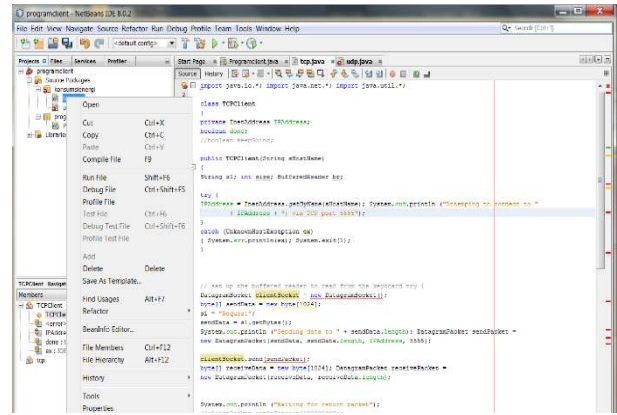 programclient - NetBeans IDE 8.0.2
File Edit View Navigate Source Refactor Run Debug Profile Team Tools Window Help
Search (Ctrl+I)
<default config>
Projects Files Services Profiler
Start Page Programclient.java tcp.java udp.java
Source History
programclient
Source Packages
konsumsienergi
Libraries
Open
Cut Ctrl+X
Copy Ctrl+C
Paste Ctrl+V
Compile File F9
Run File Shift+F6
Debug File Ctrl+Shift+F5
Profile File
Test File Ctrl+F6
Debug Test File Ctrl+Shift+F6
Profile Test File
Add
Delete Delete
Save As Template...
Find Usages Alt+F7
Refactor
BeanInfo Editor...
File Members Ctrl+F12
File Hierarchy Alt+F12
History
Tools
Properties
TCPClient
Members
TCPClient
tcp
import java.io.*; import java.net.*; import java.util.*;
class TCPClient
{
private InetAddress IPAddress;
boolean done;
//boolean keepGoing;
public TCPClient(String sHostName)
{
String s1; int size; BufferedReader br;
try {
IPAddress = InetAddress.getByName(sHostName); System.out.println ("Attempting to connect to "
+ IPAddress + ") via TCP port 5555");
}
catch (UnknownHostException ex)
{ System.err.println(ex); System.exit(1);
}
// set up the buffered reader to read from the keyboard try {
DatagramSocket clientSocket = new DatagramSocket();
byte[] sendData = new byte[1024];
s1 = "Request";
sendData = s1.getBytes();
System.out.println ("Sending data to " + sendData.length); DatagramPacket sendPacket =
new DatagramPacket(sendData, sendData.length, IPAddress, 5555);
clientSocket.send(sendPacket);
byte[] receiveData = new byte[1024]; DatagramPacket receivePacket =
new DatagramPacket(receiveData, receiveData.length);
System.out.println ("Waiting for return packet");